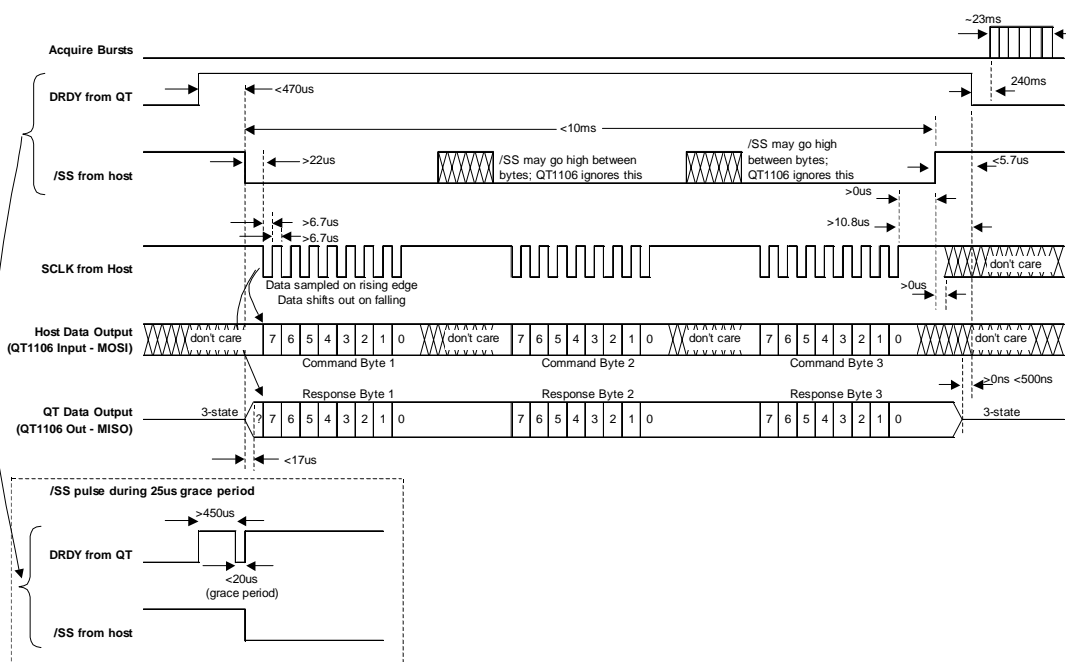 ~23ms
Acquire Bursts
DRDY from QT
<470us
240ms
<10ms
/SS from host
>22us
/SS may go high between
bytes; QT1106 ignores this
/SS may go high
between bytes;
QT1106 ignores this
<5.7us
>0us
>6.7us
>6.7us
>10.8us
SCLK from Host
don't care
Data sampled on rising edge
Data shifts out on falling
>0us
Host Data Output
(QT1106 Input - MOSI)
don't care 7 6 5 4 3 2 1 0 don't care 7 6 5 4 3 2 1 0 don't care 7 6 5 4 3 2 1 0 don't care
Command Byte 1 Command Byte 2 Command Byte 3
>0ns <500ns
Response Byte 1 Response Byte 2 Response Byte 3
QT Data Output
(QT1106 Out - MISO)
3-state ? 7 6 5 4 3 2 1 0 7 6 5 4 3 2 1 0 7 6 5 4 3 2 1 0 3-state
<17us
/SS pulse during 25us grace period
>450us
DRDY from QT
<20us
(grace period)
/SS from host